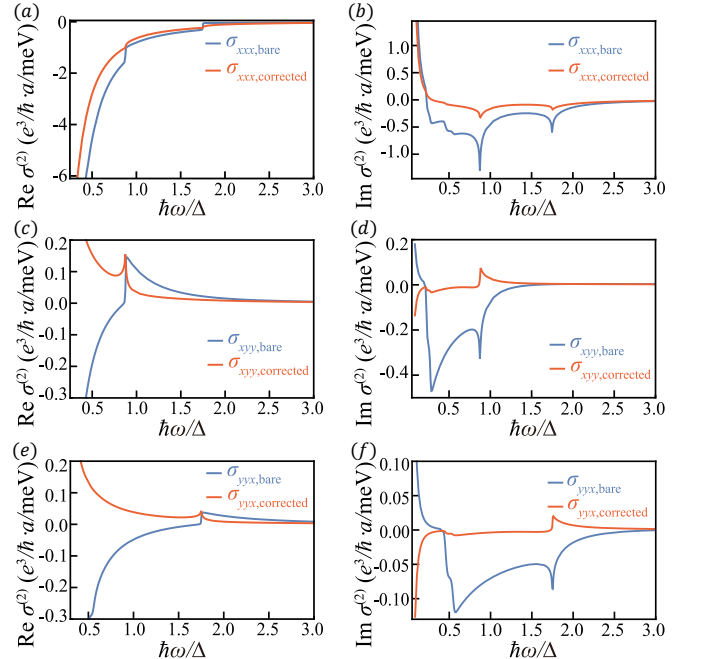 (a)
Re σ⁽²⁾ (e³/ħ · a/meV)
0
-2
-4
-6
0.5 1.0 1.5 2.0 2.5 3.0
ħω/Δ
σxxx,bare
σxxx,corrected
(b)
Im σ⁽²⁾ (e³/ħ · a/meV)
1.0
0.5
-0.0
-0.5
-1.0
0.5 1.0 1.5 2.0 2.5 3.0
ħω/Δ
σxxx,bare
σxxx,corrected
(c)
Re σ⁽²⁾ (e³/ħ · a/meV)
0.2
0.1
0.0
-0.1
-0.2
-0.3
0.5 1.0 1.5 2.0 2.5 3.0
ħω/Δ
σxyy,bare
σxyy,corrected
(d)
Im σ⁽²⁾ (e³/ħ · a/meV)
0.2
0.0
-0.2
-0.4
0.5 1.0 1.5 2.0 2.5 3.0
ħω/Δ
σxyy,bare
σxyy,corrected
(e)
Re σ⁽²⁾ (e³/ħ · a/meV)
0.2
0.1
0.0
-0.1
-0.2
-0.3
0.5 1.0 1.5 2.0 2.5 3.0
ħω/Δ
σyyx,bare
σyyx,corrected
(f)
Im σ⁽²⁾ (e³/ħ · a/meV)
0.10
0.05
0.00
-0.05
-0.10
0.5 1.0 1.5 2.0 2.5 3.0
ħω/Δ
σyyx,bare
σyyx,corrected